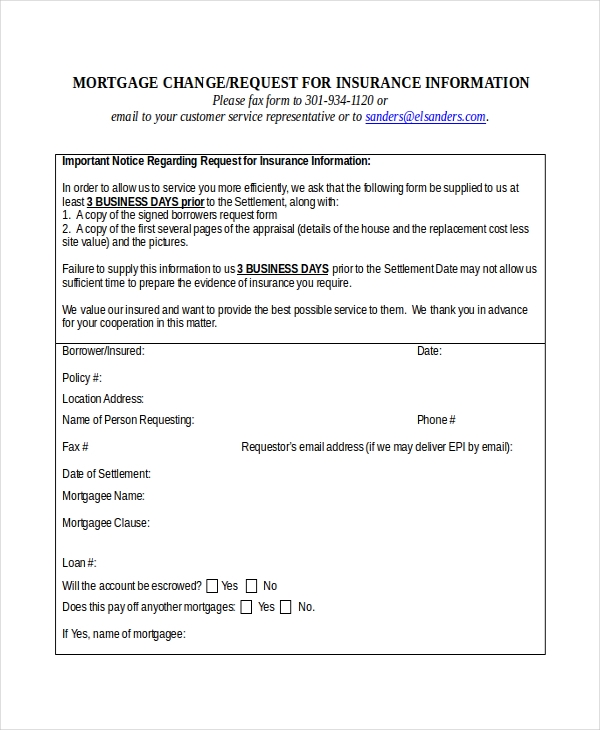 MORTGAGE CHANGE/REQUEST FOR INSURANCE INFORMATION
Please fax form to 301-934-1120 or
email to your customer service representative or to sanders@elsanders.com.
Important Notice Regarding Request for Insurance Information:
In order to allow us to service you more efficiently, we ask that the following form be supplied to us at
least 3 BUSINESS DAYS prior to the Settlement, along with:
1. A copy of the signed borrowers request form
2. A copy of the first several pages of the appraisal (details of the house and the replacement cost less
site value) and the pictures.
Failure to supply this information to us 3 BUSINESS DAYS prior to the Settlement Date may not allow us
sufficient time to prepare the evidence of insurance you require.
We value our insured and want to provide the best possible service to them. We thank you in advance
for your cooperation in this matter.
Borrower/Insured: Date:
Policy #:
Location Address:
Name of Person Requesting: Phone #
Fax # Requestor's email address (if we may deliver EPI by email):
Date of Settlement:
Mortgagee Name:
Mortgagee Clause:
Loan #:
Will the account be escrowed? Yes No
Does this pay off anyother mortgages: Yes No.
If Yes, name of mortgagee: